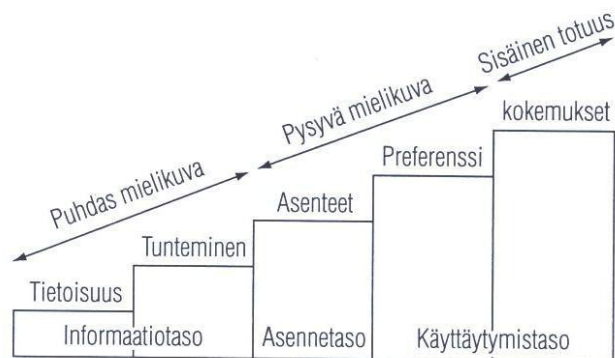 Sisäinen totuus
Pysyvä mielikuva
Puhdas mielikuva
kokemukset
Preferenssi
Asenteet
Tunteminen
Tietoisuus
Informaatiotaso
Asennetaso
Käyttäytymistaso